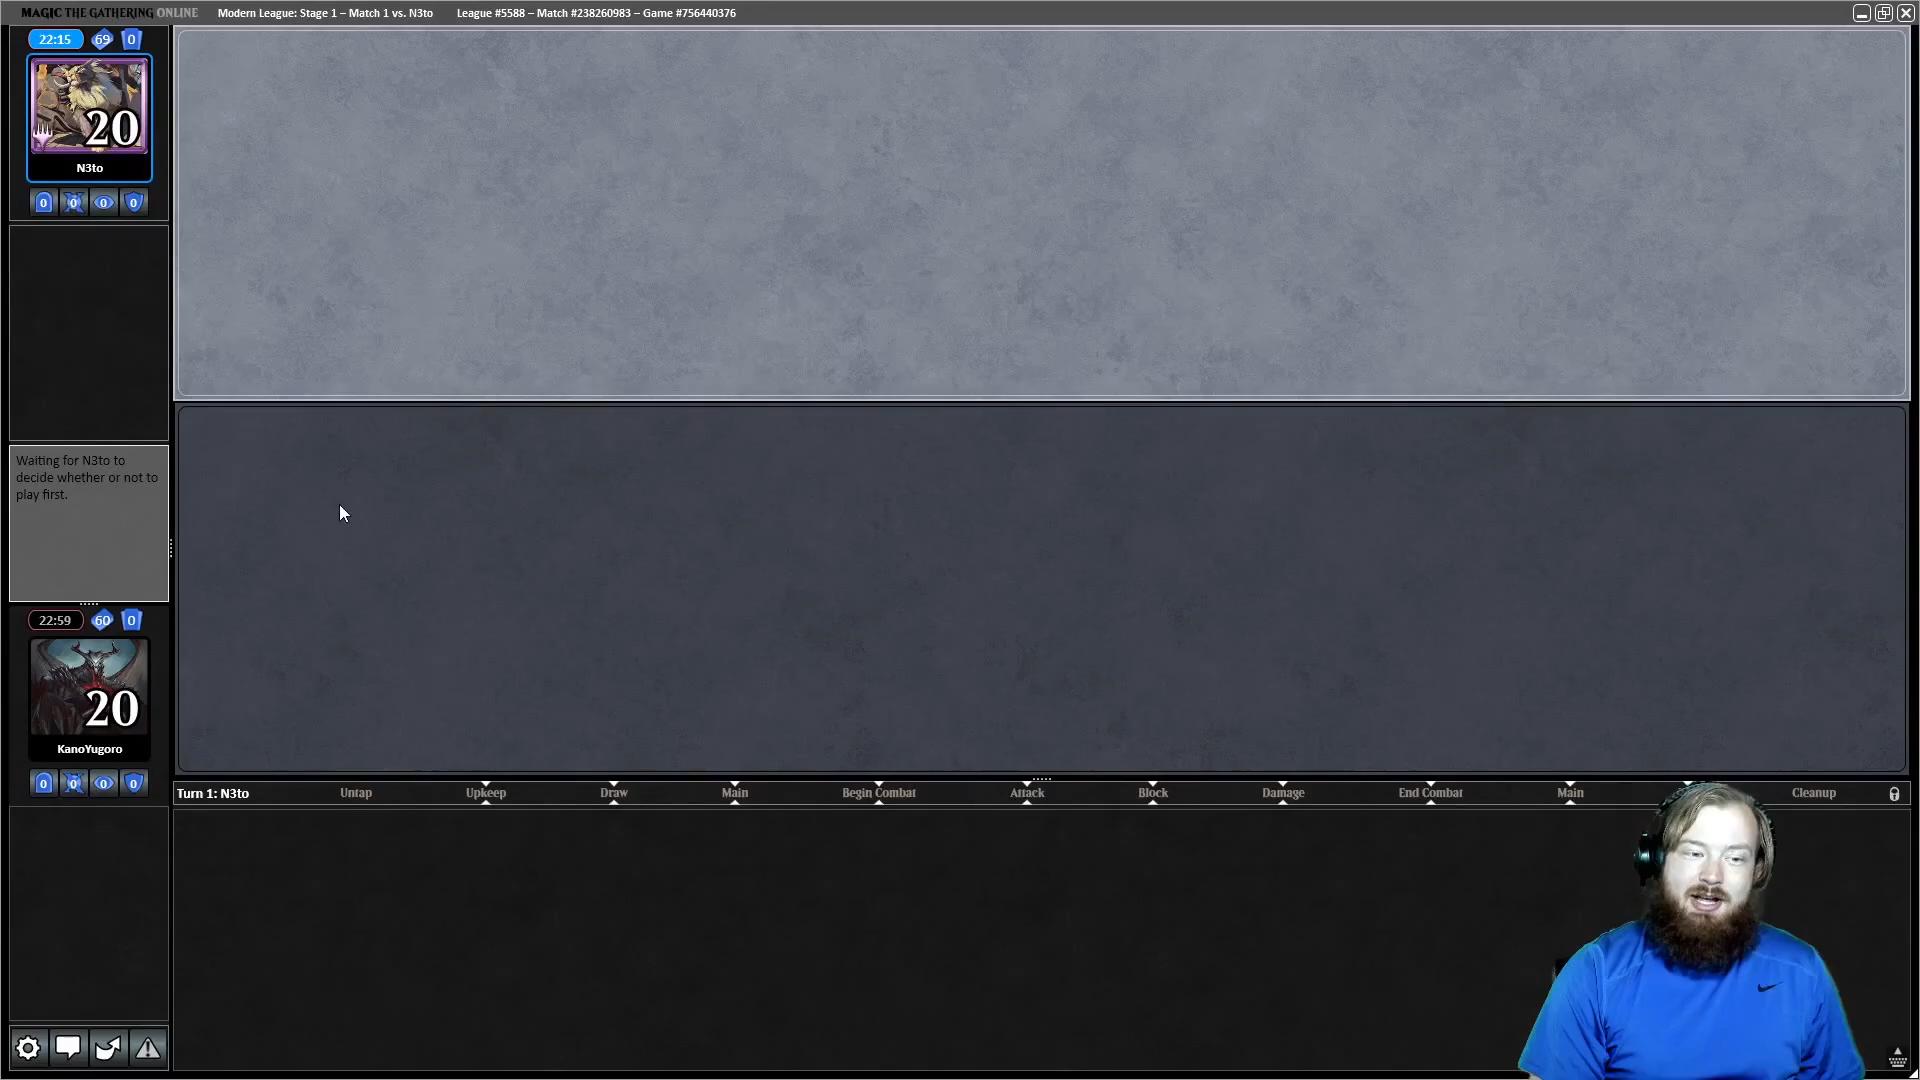 MAGIC THE GATHERING ONLINE
Modern League: Stage 1 – Match 1 vs. N3to
League #5588 – Match #238260983 – Game #756440376
22:15
69
0
20
N3to
0
0
0
0
Waiting for N3to to
decide whether or not to
play first.
22:59
60
0
20
KanoYugoro
0
0
0
0
Turn 1: N3to
Untap
Upkeep
Draw
Main
Begin Combat
Attack
Block
Damage
End Combat
Main
Cleanup